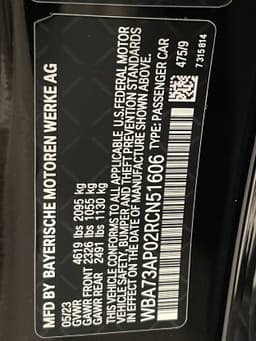 MFD BY BAYERISCHE MOTOREN WERKE AG
05/23
GVWR 4619 lbs 2095 kg
GAWR FRONT 2326 lbs 1055 kg
GAWR REAR 2491 lbs 1130 kg
THIS VEHICLE CONFORMS TO ALL APPLICABLE U.S.FEDERAL MOTOR
VEHICLE SAFETY, BUMPER AND THEFT PREVENTION STANDARDS
IN EFFECT ON THE DATE OF MANUFACTURE SHOWN ABOVE.
WBA73AP02RCN51606 TYPE:PASSENGER CAR
475/9
7315814